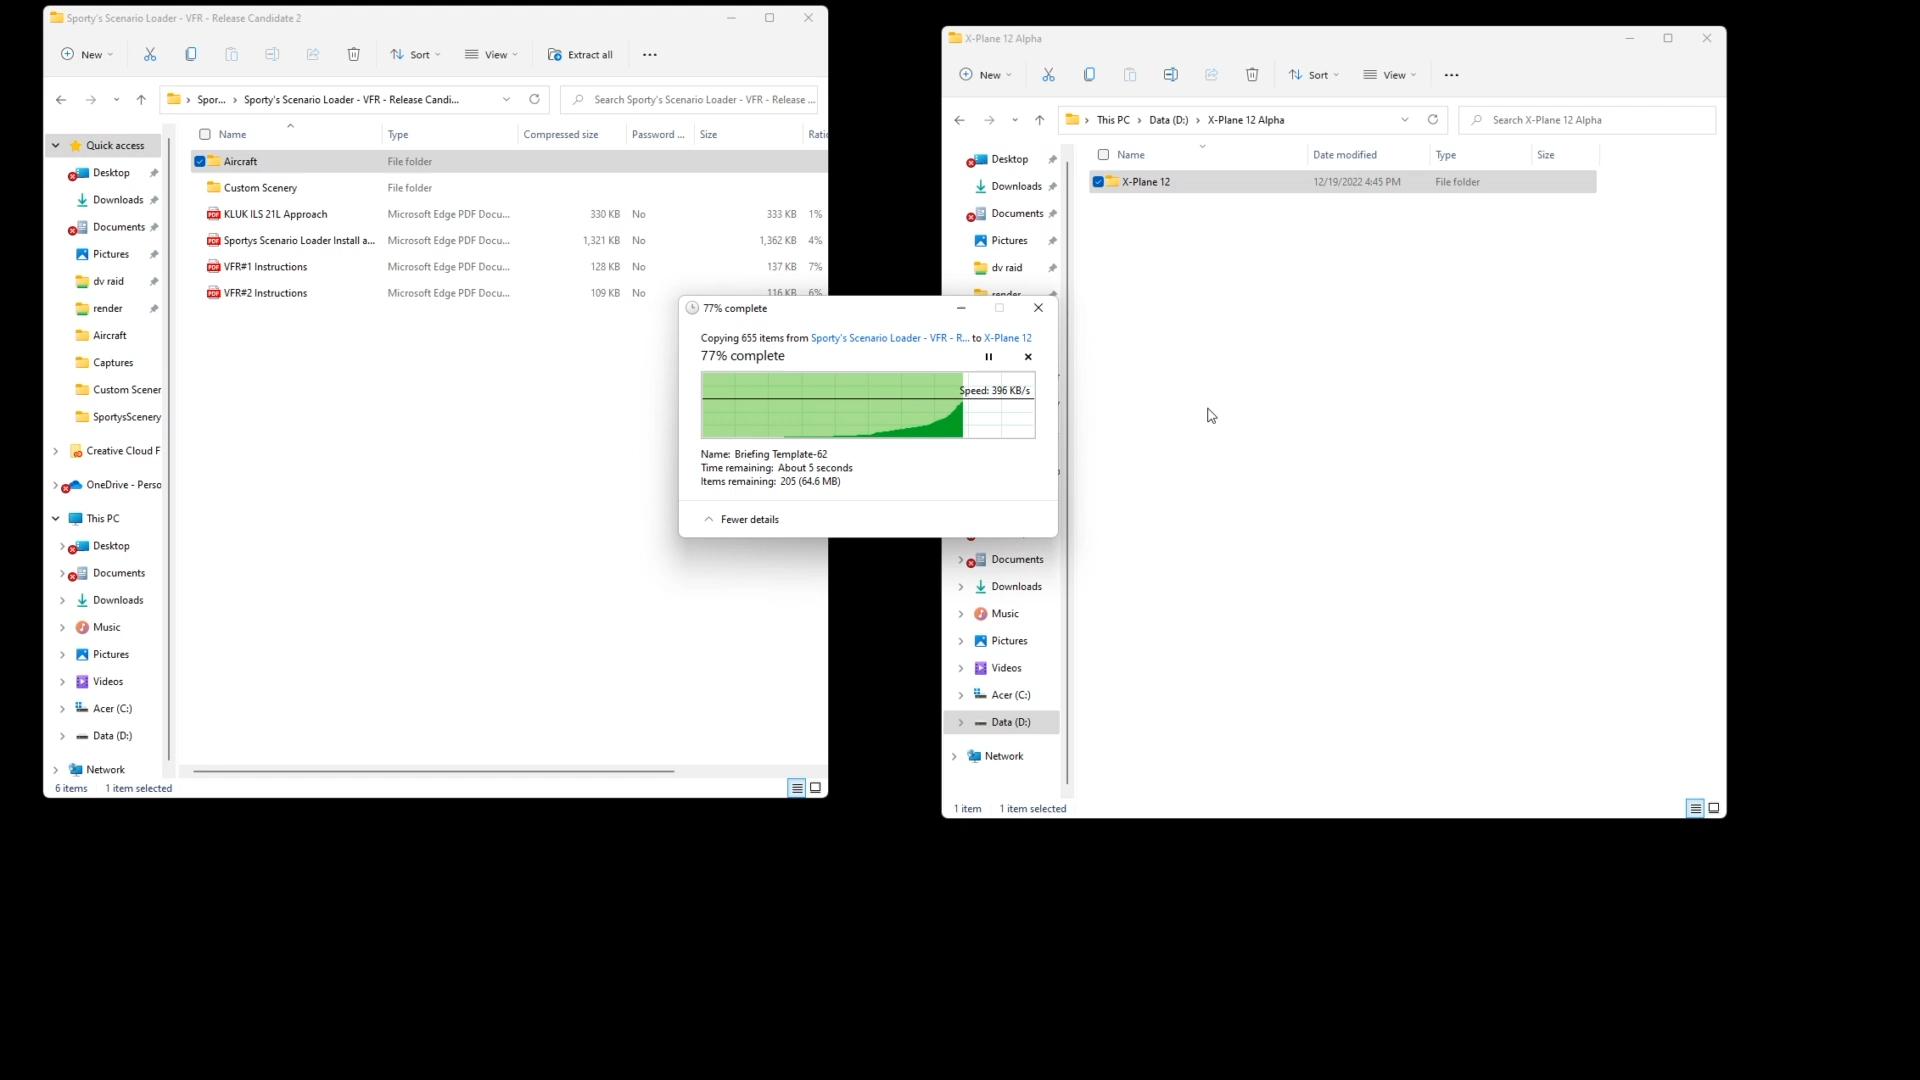 Sporty's Scenario Loader - VFR - Release Candidate 2
New
Sort
View
Extract all
Spor...
Sporty's Scenario Loader - VFR - Release Candi...
Search Sporty's Scenario Loader - VFR - Release ...
Name
Type
Compressed size
Password ...
Size
Ratio
Quick access
Desktop
Downloads
Documents
Pictures
dv raid
render
Aircraft
Captures
Custom Scener
SportysScenery
Creative Cloud F
OneDrive - Perso
This PC
Desktop
Documents
Downloads
Music
Pictures
Videos
Acer (C:)
Data (D:)
Network
Aircraft File folder
Custom Scenery File folder
KLUK ILS 21L Approach Microsoft Edge PDF Docu... 330 KB No 333 KB 1%
Sportys Scenario Loader Install a... Microsoft Edge PDF Docu... 1,321 KB No 1,362 KB 4%
VFR#1 Instructions Microsoft Edge PDF Docu... 128 KB No 137 KB 7%
VFR#2 Instructions Microsoft Edge PDF Docu... 109 KB No 116 KB 6%
6 items 1 item selected
77% complete
Copying 655 items from Sporty's Scenario Loader - VFR - R... to X-Plane 12
77% complete
Speed: 396 KB/s
Name: Briefing Template-62
Time remaining: About 5 seconds
Items remaining: 205 (64.6 MB)
Fewer details
X-Plane 12 Alpha
New
Sort
View
This PC
Data (D:)
X-Plane 12 Alpha
Search X-Plane 12 Alpha
Name
Date modified
Type
Size
X-Plane 12 12/19/2022 4:45 PM File folder
Desktop
Downloads
Documents
Pictures
dv raid
render
Documents
Downloads
Music
Pictures
Videos
Acer (C:)
Data (D:)
Network
1 item 1 item selected